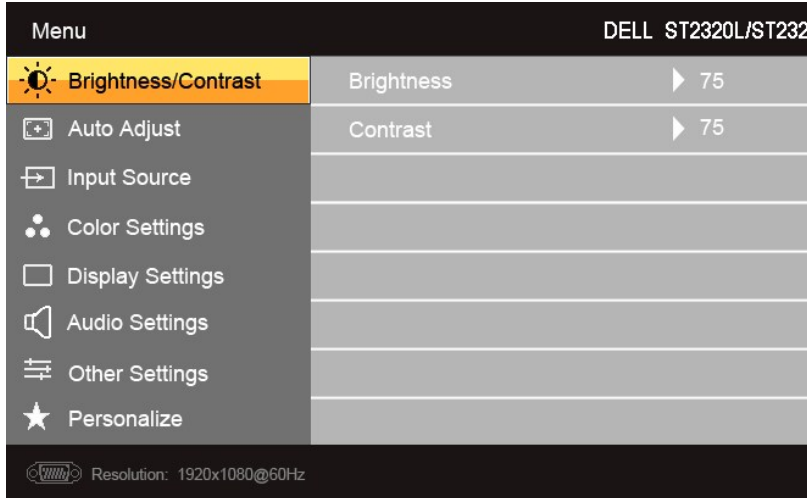 Menu DELL ST2320L/ST232
Brightness/Contrast Brightness 75
Auto Adjust Contrast 75
Input Source
Color Settings
Display Settings
Audio Settings
Other Settings
Personalize
Resolution: 1920x1080@60Hz